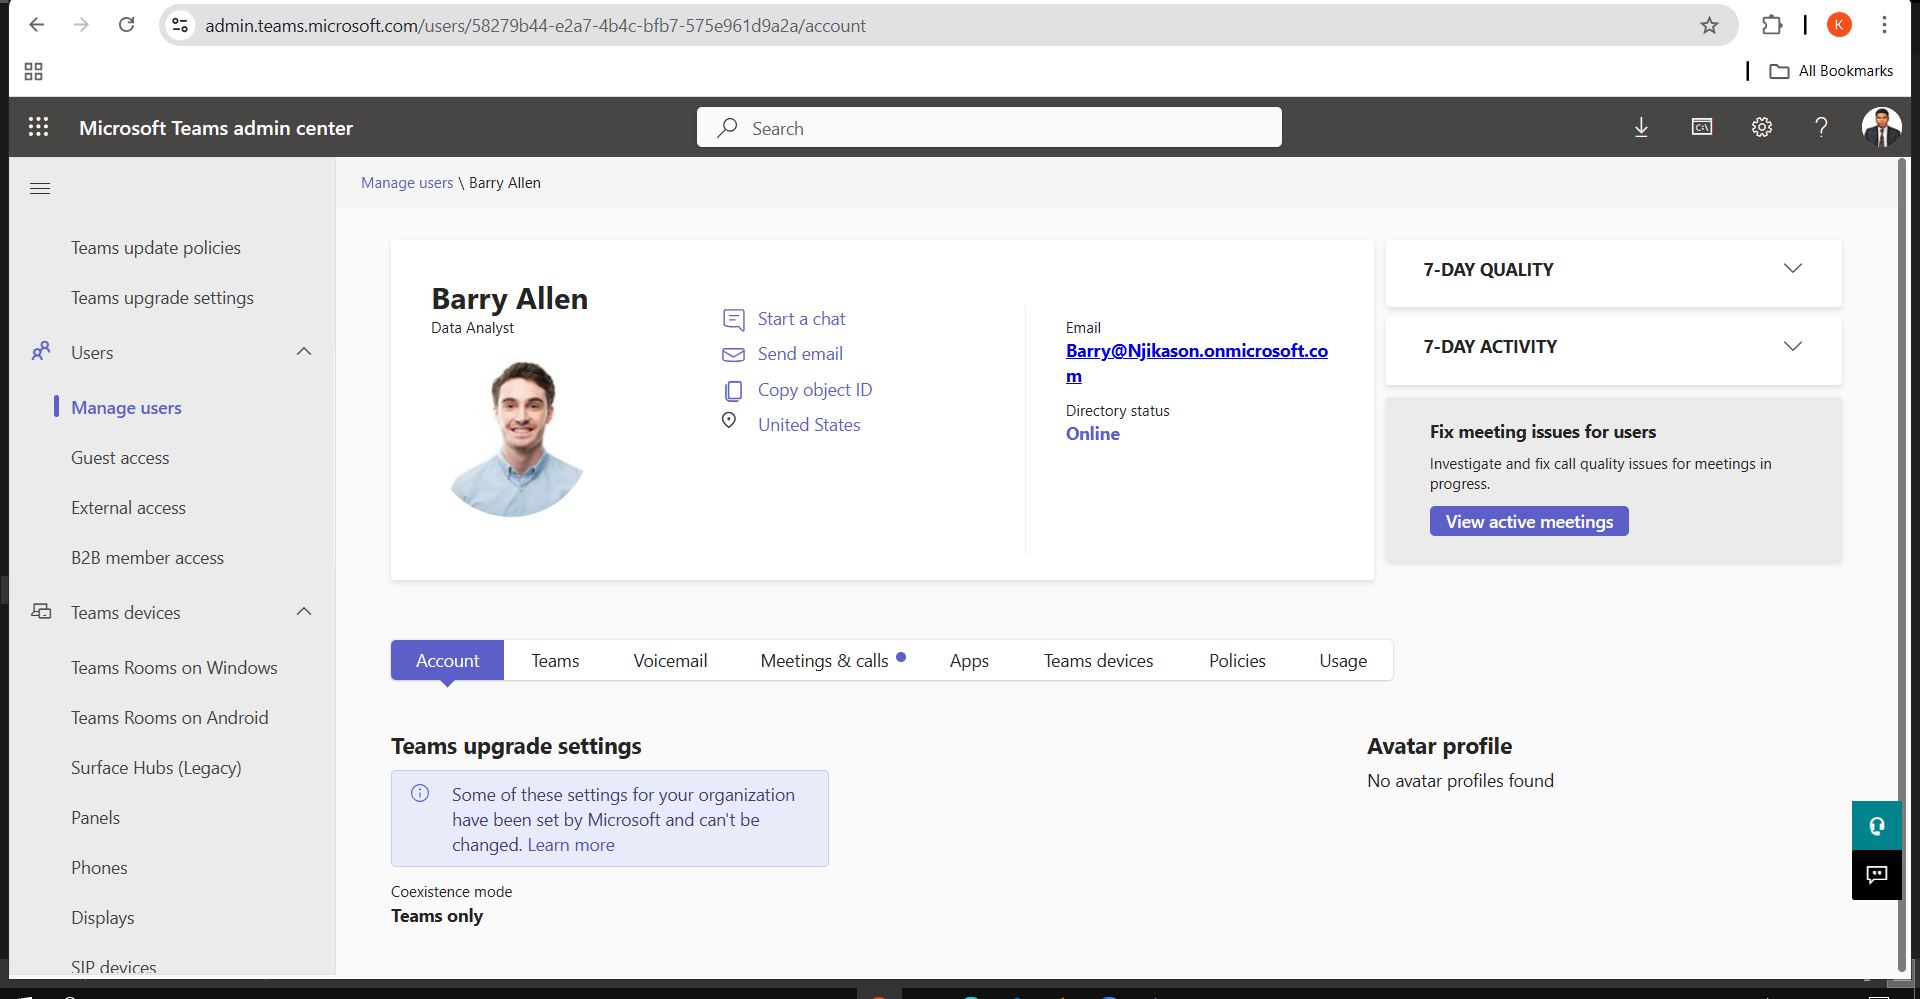 admin.teams.microsoft.com/users/58279b44-e2a7-4b4c-bfb7-575e961d9a2a/account
K
All Bookmarks
Microsoft Teams admin center
Search
Manage users \ Barry Allen
Teams update policies
Teams upgrade settings
Users
Manage users
Guest access
External access
B2B member access
Teams devices
Teams Rooms on Windows
Teams Rooms on Android
Surface Hubs (Legacy)
Panels
Phones
Displays
SIP devices
Barry Allen
Data Analyst
Start a chat
Send email
Copy object ID
United States
Email
Barry@Njikason.onmicrosoft.co
m
Directory status
Online
7-DAY QUALITY
7-DAY ACTIVITY
Fix meeting issues for users
Investigate and fix call quality issues for meetings in
progress.
View active meetings
Account Teams Voicemail Meetings & calls Apps Teams devices Policies Usage
Teams upgrade settings
Some of these settings for your organization
have been set by Microsoft and can't be
changed. Learn more
Coexistence mode
Teams only
Avatar profile
No avatar profiles found